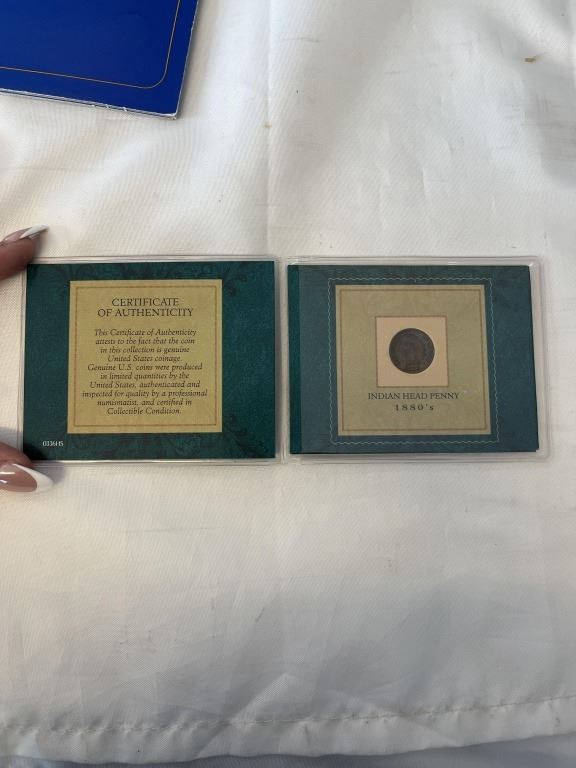 CERTIFICATE
OF AUTHENTICITY
This Certificate of Authenticity
attests to the fact that the coin
in this collection is genuine
United States coinage.
Genuine U.S. coins were produced
in limited quantities by the
United States, authenticated and
inspected for quality by a professional
numismatist, and certified in
Collectible Condition.
0336HS
INDIAN HEAD PENNY
1880's